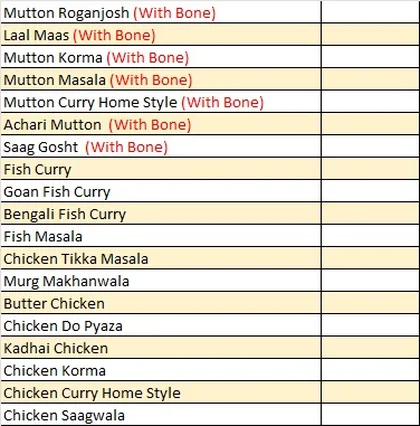 Mutton Roganjosh (With Bone)
Laal Maas (With Bone)
Mutton Korma (With Bone)
Mutton Masala (With Bone)
Mutton Curry Home Style (With Bone)
Achari Mutton (With Bone)
Saag Gosht (With Bone)
Fish Curry
Goan Fish Curry
Bengali Fish Curry
Fish Masala
Chicken Tikka Masala
Murg Makhanwala
Butter Chicken
Chicken Do Pyaza
Kadhai Chicken
Chicken Korma
Chicken Curry Home Style
Chicken Saagwala